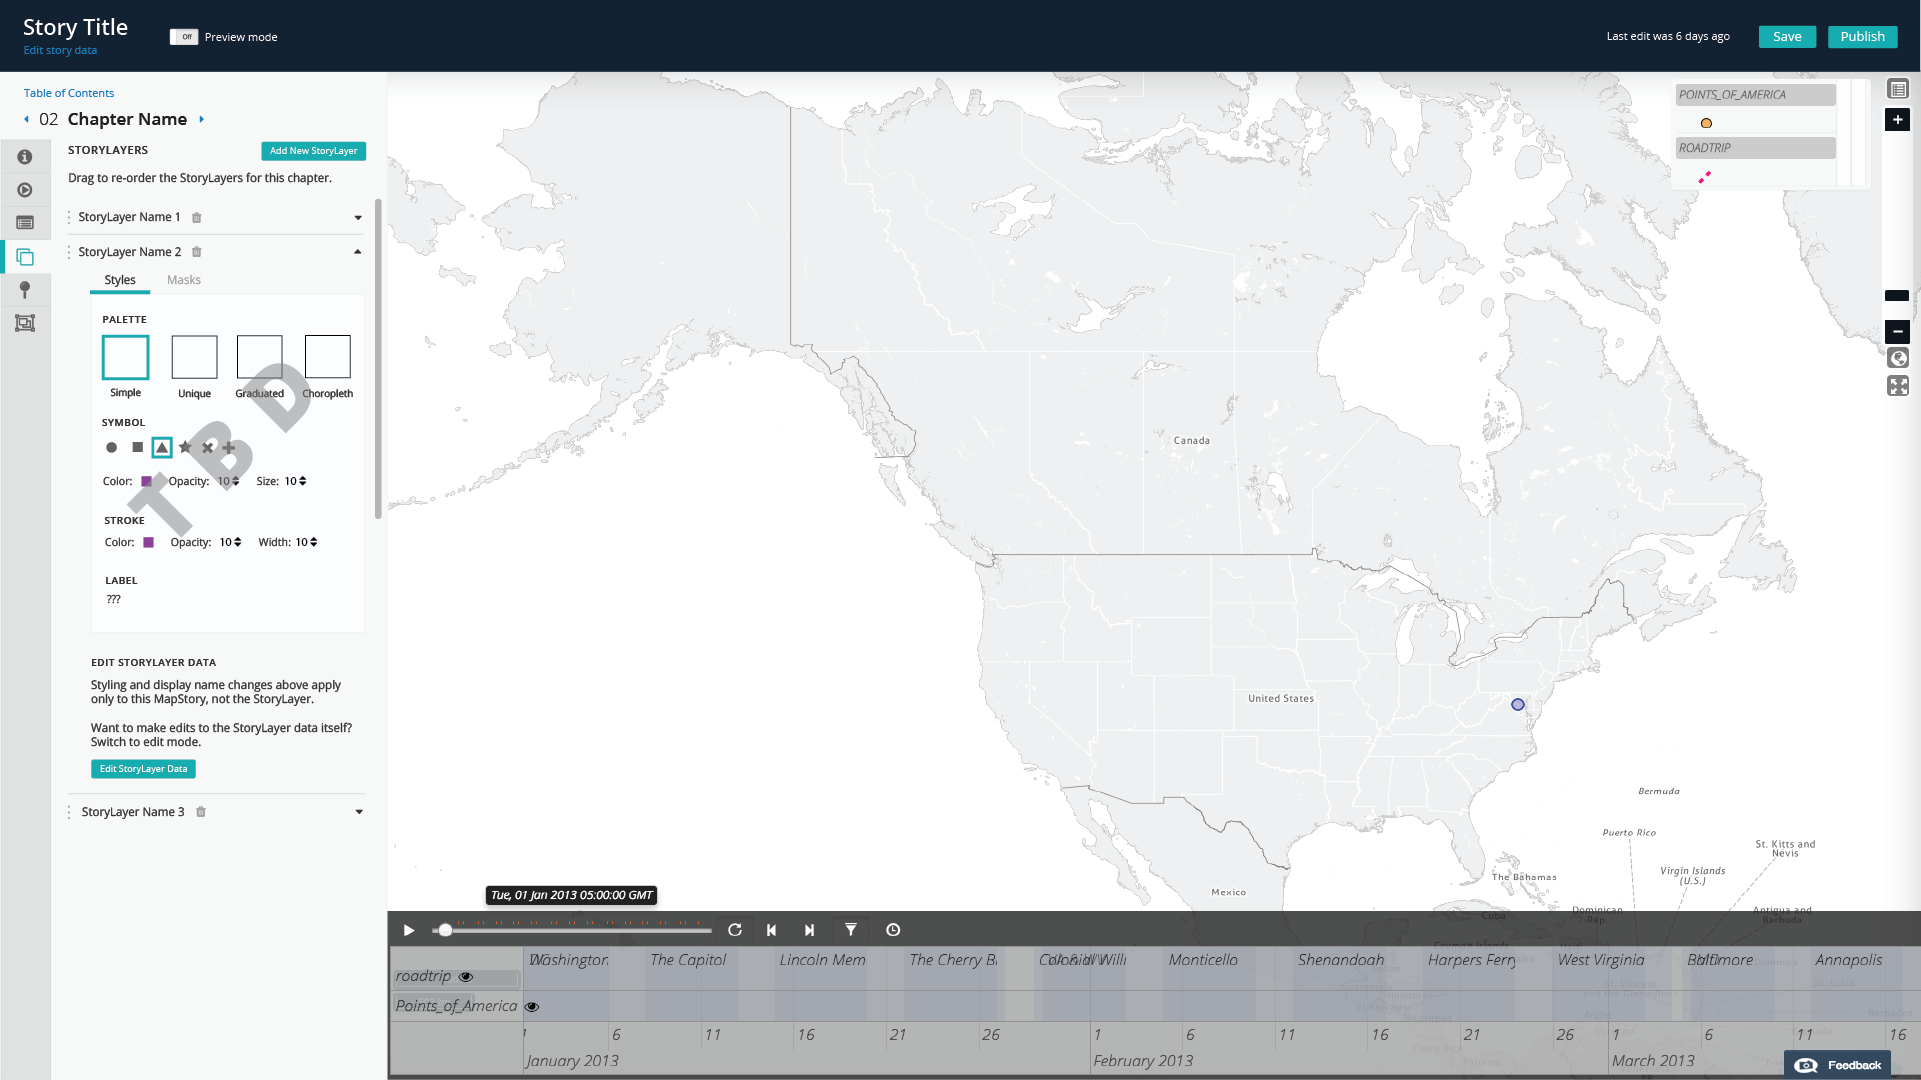 Story Title
Edit story data
Off
Preview mode
Last edit was 6 days ago
Save
Publish
Table of Contents
02 Chapter Name
STORYLAYERS
Add New StoryLayer
Drag to re-order the StoryLayers for this chapter.
StoryLayer Name 1
StoryLayer Name 2
Styles
Masks
PALETTE
Simple
Unique
Graduated
Choropleth
SYMBOL
Color:
Opacity: 10
Size: 10
TBD
STROKE
Color:
Opacity: 10
Width: 10
LABEL
???
EDIT STORYLAYER DATA
Styling and display name changes above apply
only to this MapStory, not the StoryLayer.
Want to make edits to the StoryLayer data itself?
Switch to edit mode.
Edit StoryLayer Data
StoryLayer Name 3
POINTS_OF_AMERICA
ROADTRIP
Canada
United States
Bermuda
Puerto Rico
St. Kitts and
Nevis
Virgin Islands
(U.S.)
The Bahamas
Mexico
Cuba
Dominican
Rep.
Antigua and
Barbuda
Cayman Islands
Tue, 01 Jan 2013 05:00:00 GMT
roadtrip
Washington
The Capitol
Lincoln Mem
The Cherry B
Colonial Willi
Monticello
Shenandoah
Harpers Ferry
West Virginia
Baltimore
Annapolis
Points_of_America
1 6 11 16 21 26 1 6 11 16 21 26 1 6 11 16
January 2013
February 2013
March 2013
Feedback